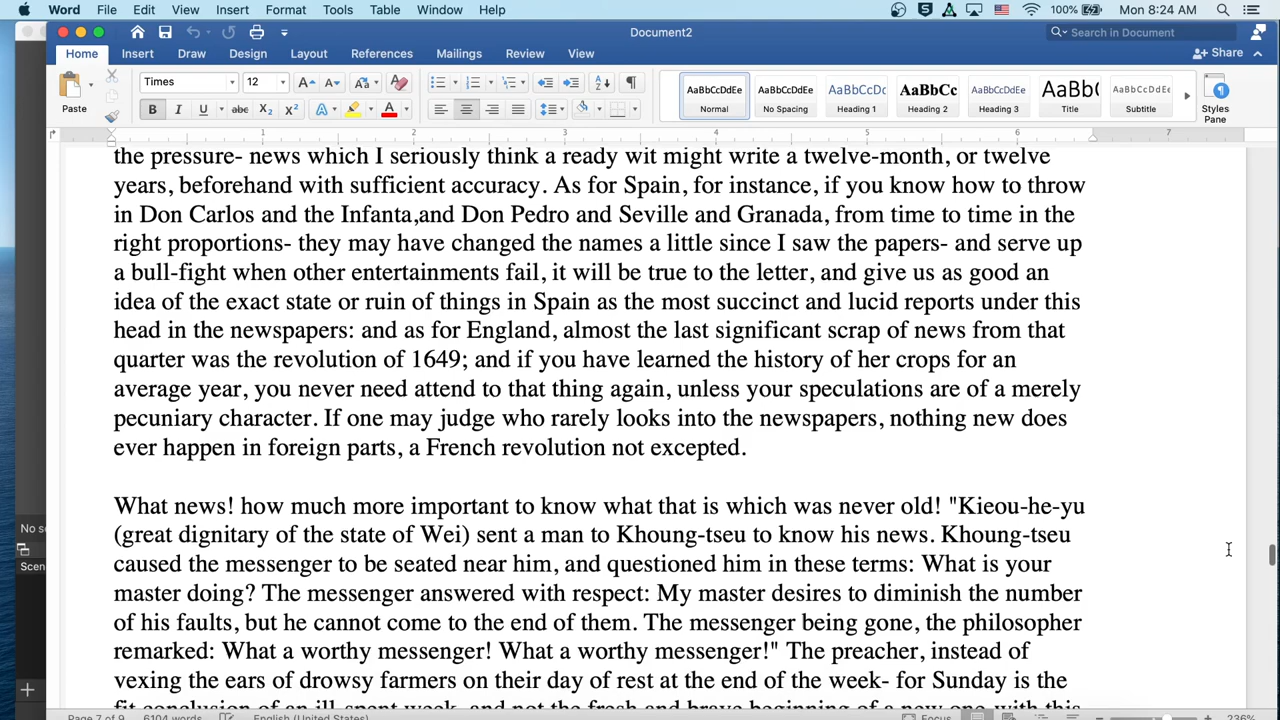 Word File Edit View Insert Format Tools Table Window Help 100% Mon 8:24 AM
Document2
Search in Document
Home Insert Draw Design Layout References Mailings Review View
Share
Times 12
Paste
B I U abc X2 X2
AaBbCcDdEe AaBbCcDdEe AaBbCcDc AaBbCc AaBbCcDdEe AaBbC AaBbCcDdEe
Normal No Spacing Heading 1 Heading 2 Heading 3 Title Subtitle
Styles Pane
1 2 3 4 5 6 7
the pressure- news which I seriously think a ready wit might write a twelve-month, or twelve
years, beforehand with sufficient accuracy. As for Spain, for instance, if you know how to throw
in Don Carlos and the Infanta,and Don Pedro and Seville and Granada, from time to time in the
right proportions- they may have changed the names a little since I saw the papers- and serve up
a bull-fight when other entertainments fail, it will be true to the letter, and give us as good an
idea of the exact state or ruin of things in Spain as the most succinct and lucid reports under this
head in the newspapers: and as for England, almost the last significant scrap of news from that
quarter was the revolution of 1649; and if you have learned the history of her crops for an
average year, you never need attend to that thing again, unless your speculations are of a merely
pecuniary character. If one may judge who rarely looks into the newspapers, nothing new does
ever happen in foreign parts, a French revolution not excepted.
What news! how much more important to know what that is which was never old! "Kieou-he-yu
(great dignitary of the state of Wei) sent a man to Khoung-tseu to know his news. Khoung-tseu
caused the messenger to be seated near him, and questioned him in these terms: What is your
master doing? The messenger answered with respect: My master desires to diminish the number
of his faults, but he cannot come to the end of them. The messenger being gone, the philosopher
remarked: What a worthy messenger! What a worthy messenger!" The preacher, instead of
vexing the ears of drowsy farmers on their day of rest at the end of the week- for Sunday is the
fit conclusion of an ill-spent week, and not the fresh and brave beginning of a new one- with this
No s
Scen
Page 7 of 9 6104 words English (United States) Focus 236%